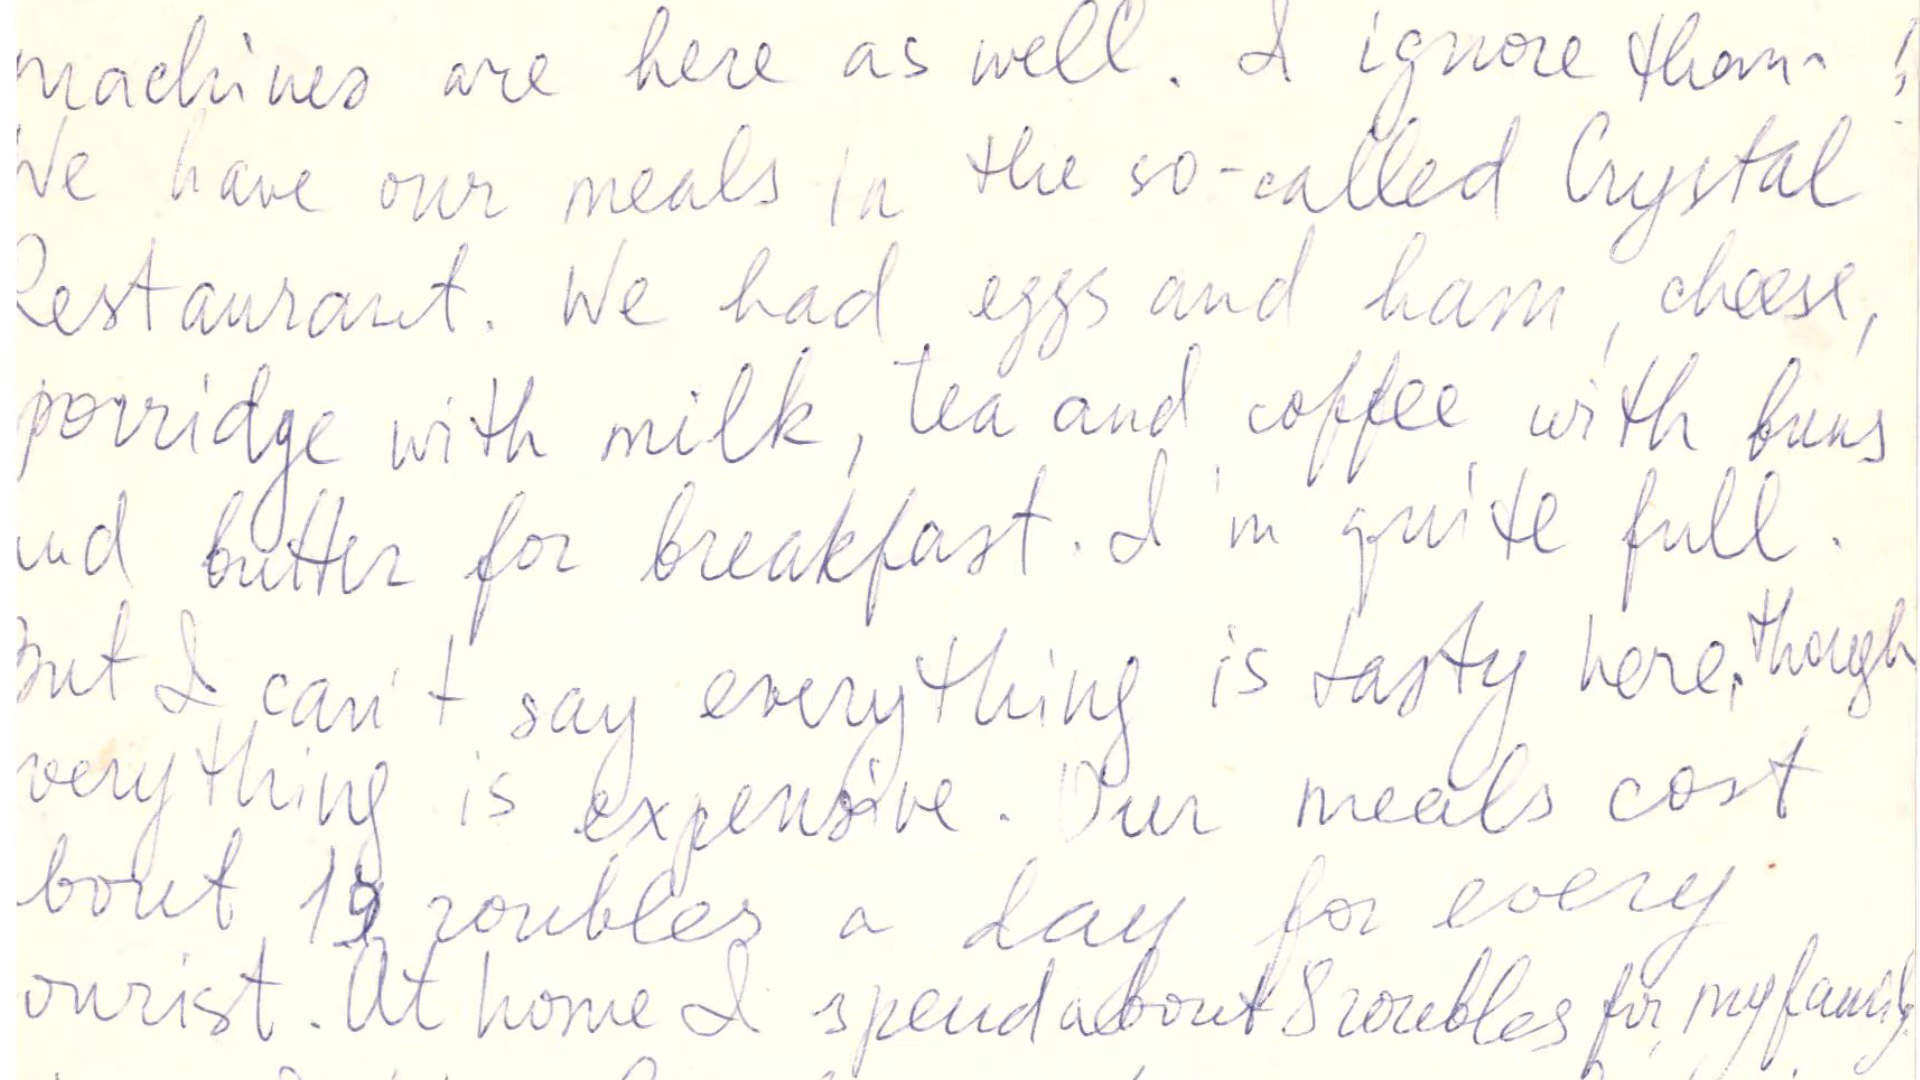 machines are here as well. I ignore them!
We have our meals in the so-called Crystal
Restaurant. We had eggs and ham, cheese,
porridge with milk, tea and coffee with buns
and butter for breakfast. I'm quite full.
But I can't say everything is tasty here, though
verything is expensive. Our meals cost
bout 19 roubles a day for every
ourist. At home I spend about 8 roubles for my family